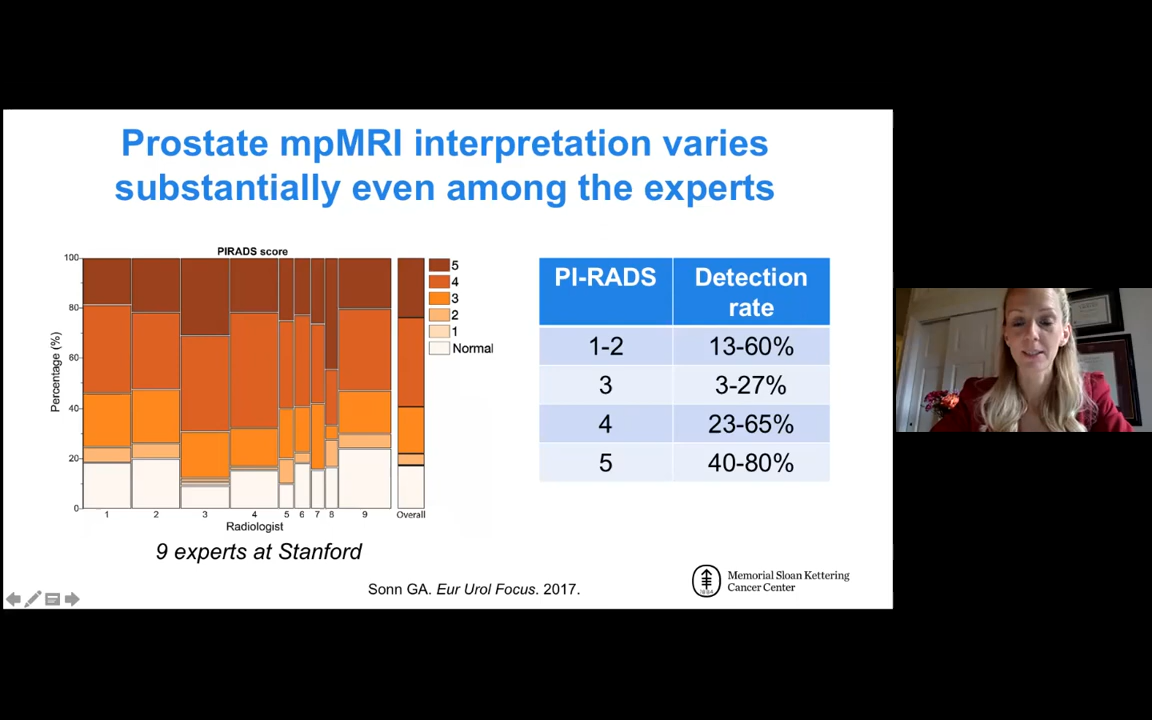 Prostate mpMRI interpretation varies
substantially even among the experts
PIRADS score
Percentage (%)
100
80
60
40
20
0
1 2 3 4 5 6 7 8 9 Overall
Radiologist
5
4
3
2
1
Normal
9 experts at Stanford
PI-RADS Detection rate
1-2 13-60%
3 3-27%
4 23-65%
5 40-80%
Sonn GA. Eur Urol Focus. 2017.
Memorial Sloan Kettering
Cancer Center